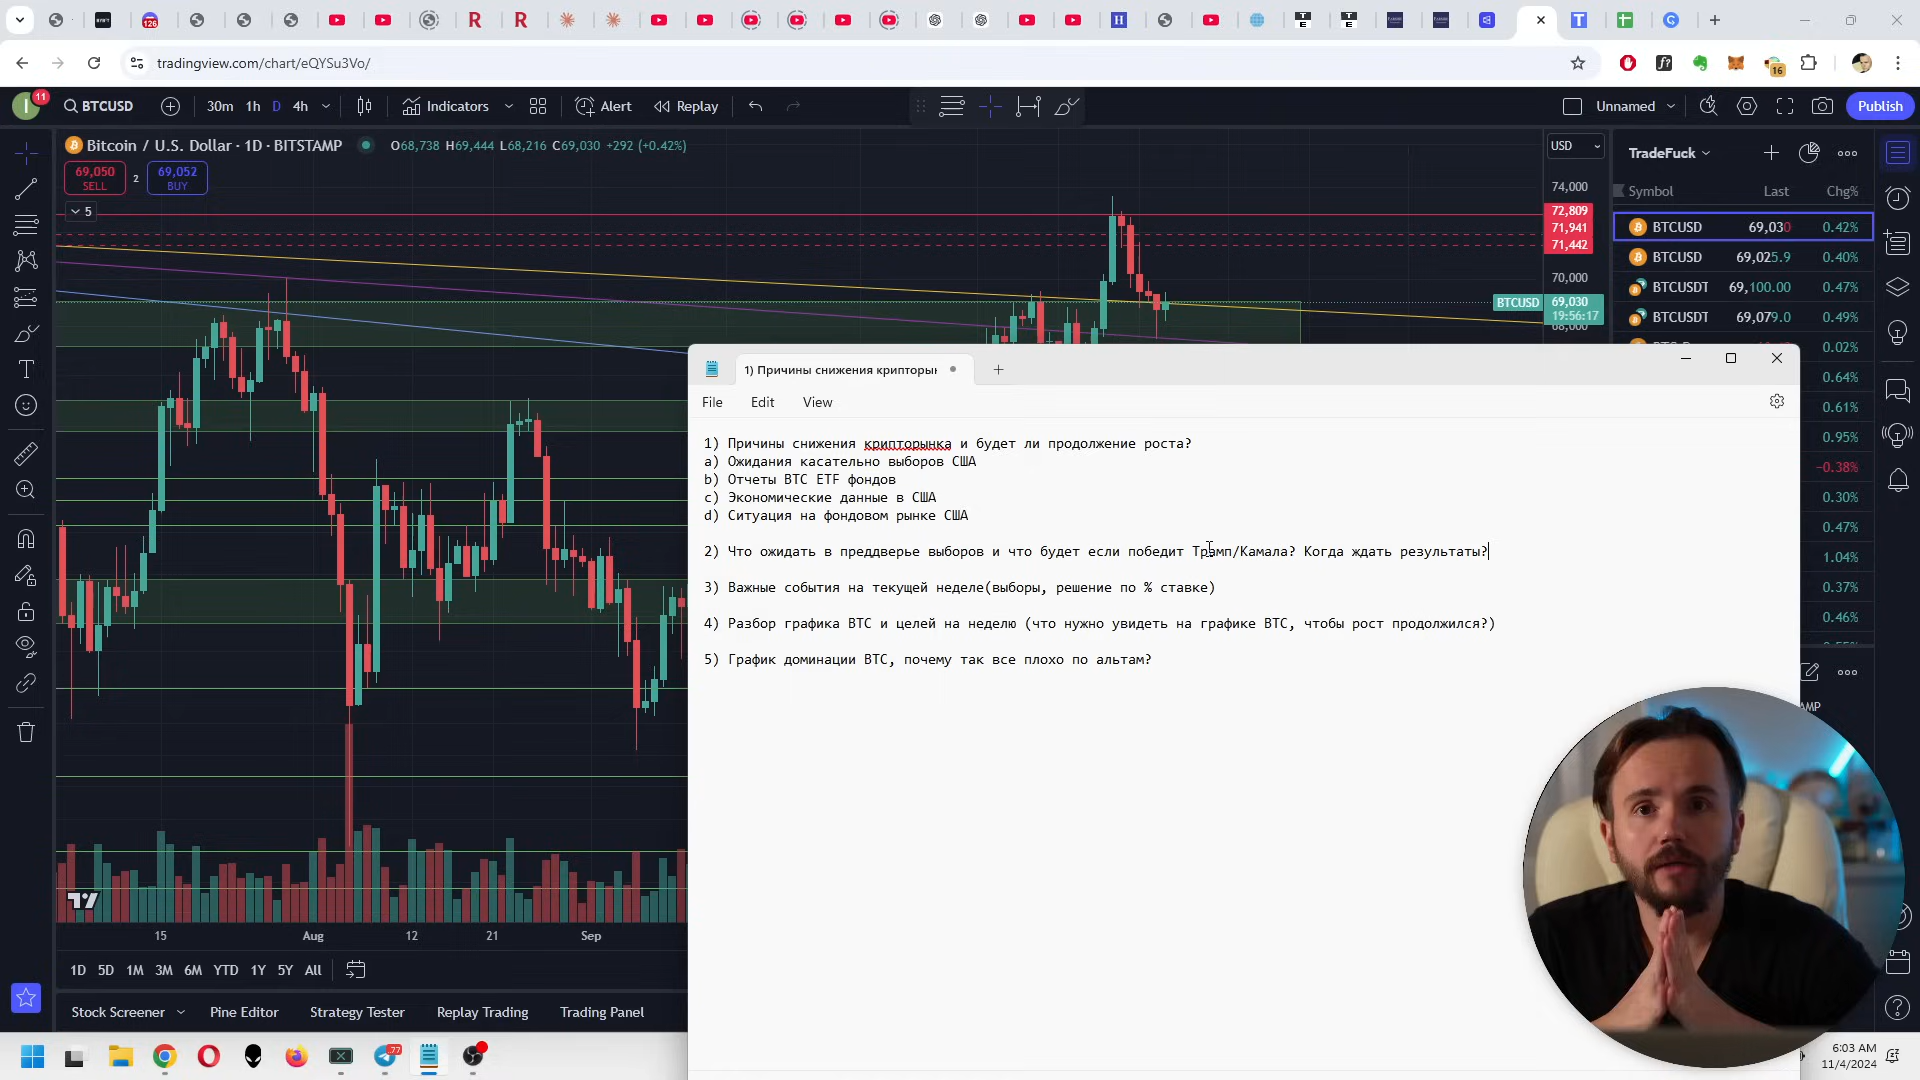 126
tradingview.com/chart/eQYSu3Vo/
16
11
BTCUSD
30m 1h D 4h
Indicators
Alert
Replay
Unnamed
Publish
Bitcoin / U.S. Dollar · 1D · BITSTAMP
O68,738 H69,444 L68,216 C69,030 +292 (+0.42%)
69,050
SELL
2
69,052
BUY
5
USD
74,000
72,809
71,941
71,442
70,000
BTCUSD
69,030
19:56:17
68,000
TradeFuck
Symbol Last Chg%
BTCUSD 69,030 0.42%
BTCUSD 69,025.9 0.40%
BTCUSDT 69,100.00 0.47%
BTCUSDT 69,079.0 0.49%
0.02%
0.64%
0.37%
0.61%
0.95%
−0.38%
0.30%
0.47%
1.04%
0.37%
0.46%
1) Причины снижения крипторын
File Edit View
1) Причины снижения крипторынка и будет ли продолжение роста?
a) Ожидания касательно выборов США
b) Отчеты BTC ETF фондов
c) Экономические данные в США
d) Ситуация на фондовом рынке США
2) Что ожидать в преддверье выборов и что будет если победит Трамп/Камала? Когда ждать результаты?
3) Важные события на текущей неделе(выборы, решение по % ставке)
4) Разбор графика BTC и целей на неделю (что нужно увидеть на графике BTC, чтобы рост продолжился?)
5) График доминации BTC, почему так все плохо по альтам?
15 Aug 12 21 Sep
1D 5D 1M 3M 6M YTD 1Y 5Y All
Stock Screener
Pine Editor
Strategy Tester
Replay Trading
Trading Panel
77
6:03 AM
11/4/2024